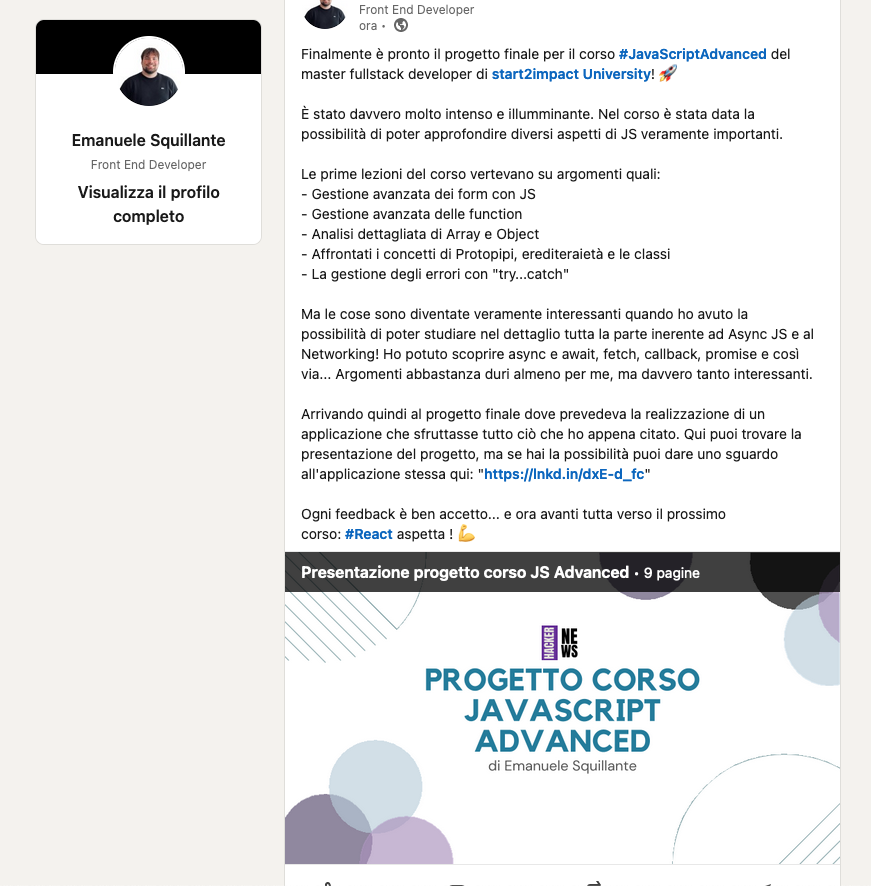 Emanuele Squillante
Front End Developer
Visualizza il profilo
completo
Front End Developer
ora •
Finalmente è pronto il progetto finale per il corso #JavaScriptAdvanced del
master fullstack developer di start2impact University! 🚀
È stato davvero molto intenso e illumminante. Nel corso è stata data la
possibilità di poter approfondire diversi aspetti di JS veramente importanti.
Le prime lezioni del corso vertevano su argomenti quali:
- Gestione avanzata dei form con JS
- Gestione avanzata delle function
- Analisi dettagliata di Array e Object
- Affrontati i concetti di Protopipi, erediteraietà e le classi
- La gestione degli errori con "try...catch"
Ma le cose sono diventate veramente interessanti quando ho avuto la
possibilità di poter studiare nel dettaglio tutta la parte inerente ad Async JS e al
Networking! Ho potuto scoprire async e await, fetch, callback, promise e così
via... Argomenti abbastanza duri almeno per me, ma davvero tanto interessanti.
Arrivando quindi al progetto finale dove prevedeva la realizzazione di un
applicazione che sfruttasse tutto ciò che ho appena citato. Qui puoi trovare la
presentazione del progetto, ma se hai la possibilità puoi dare uno sguardo
all'applicazione stessa qui: "https://lnkd.in/dxE-d_fc"
Ogni feedback è ben accetto... e ora avanti tutta verso il prossimo
corso: #React aspetta ! 💪
Presentazione progetto corso JS Advanced • 9 pagine
HACKER NEWS
PROGETTO CORSO
JAVASCRIPT
ADVANCED
di Emanuele Squillante